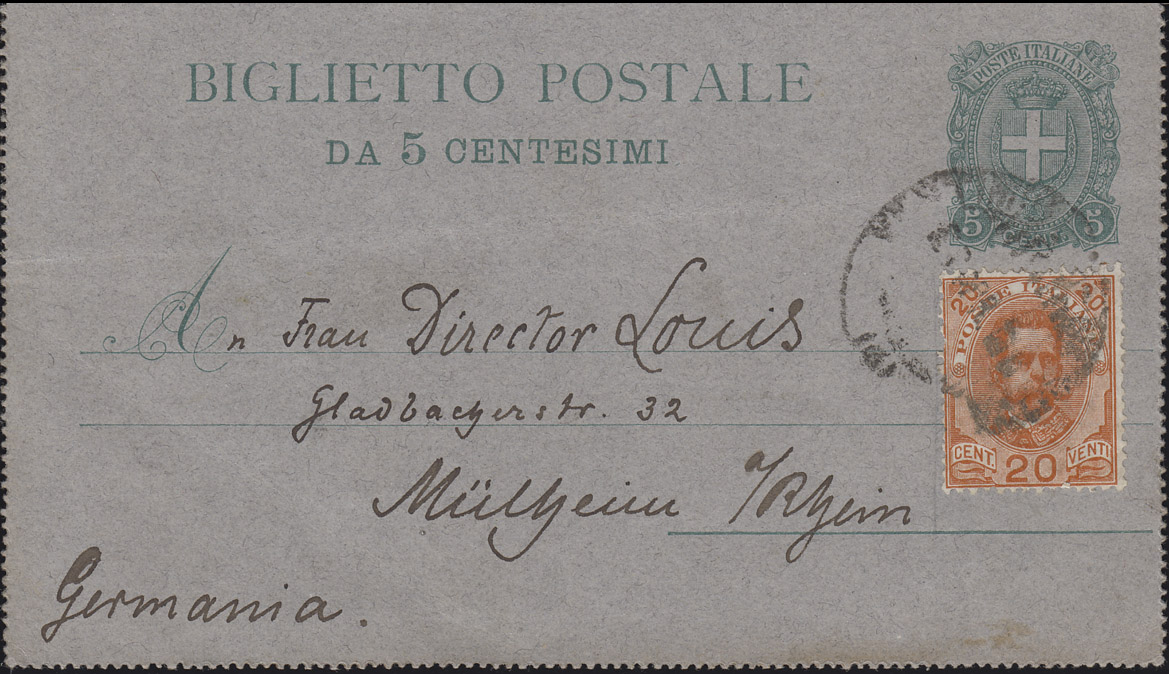 BIGLIETTO POSTALE
DA 5 CENTESIMI
POSTE ITALIANE
5 5
An Frau Director Louis
Gladbacherstr. 32
Mülheim a/Rhein
Germania.
20 POSTE ITALIANE 20
CENT. 20 VENTI